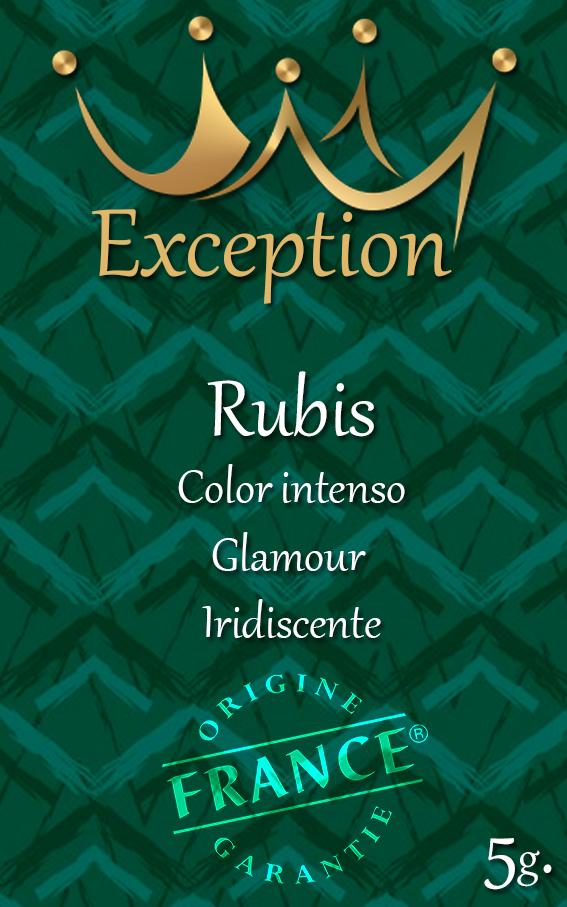 Exception
Rubis
Color intenso
Glamour
Iridiscente
ORIGINE
FRANCE®
GARANTIE
5g.